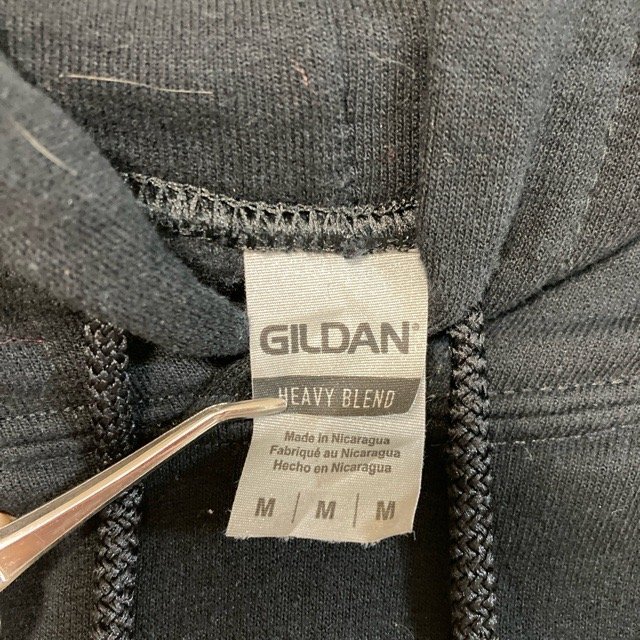 GILDAN®
HEAVY BLEND
Made in Nicaragua
Fabriqué au Nicaragua
Hecho en Nicaragua
M | M | M